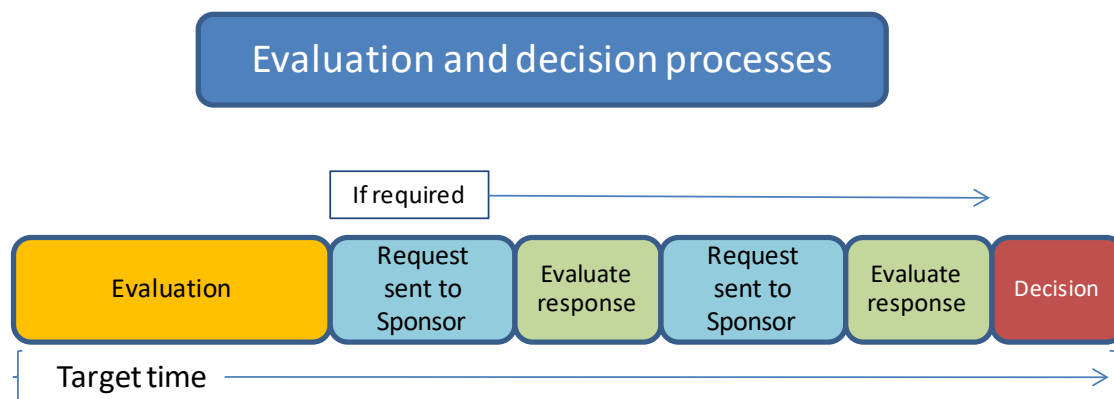 Evaluation and decision processes
If required
Evaluation
Request
sent to
Sponsor
Evaluate
response
Request
sent to
Sponsor
Evaluate
response
Decision
Target time